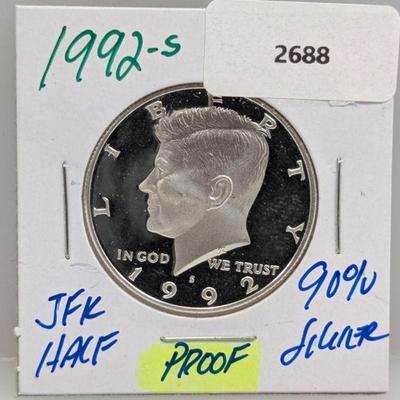 1992-S
2688
LIBERTY
IN GOD WE TRUST
S
1992
JFK
HALF
PROOF
90%
SILVER